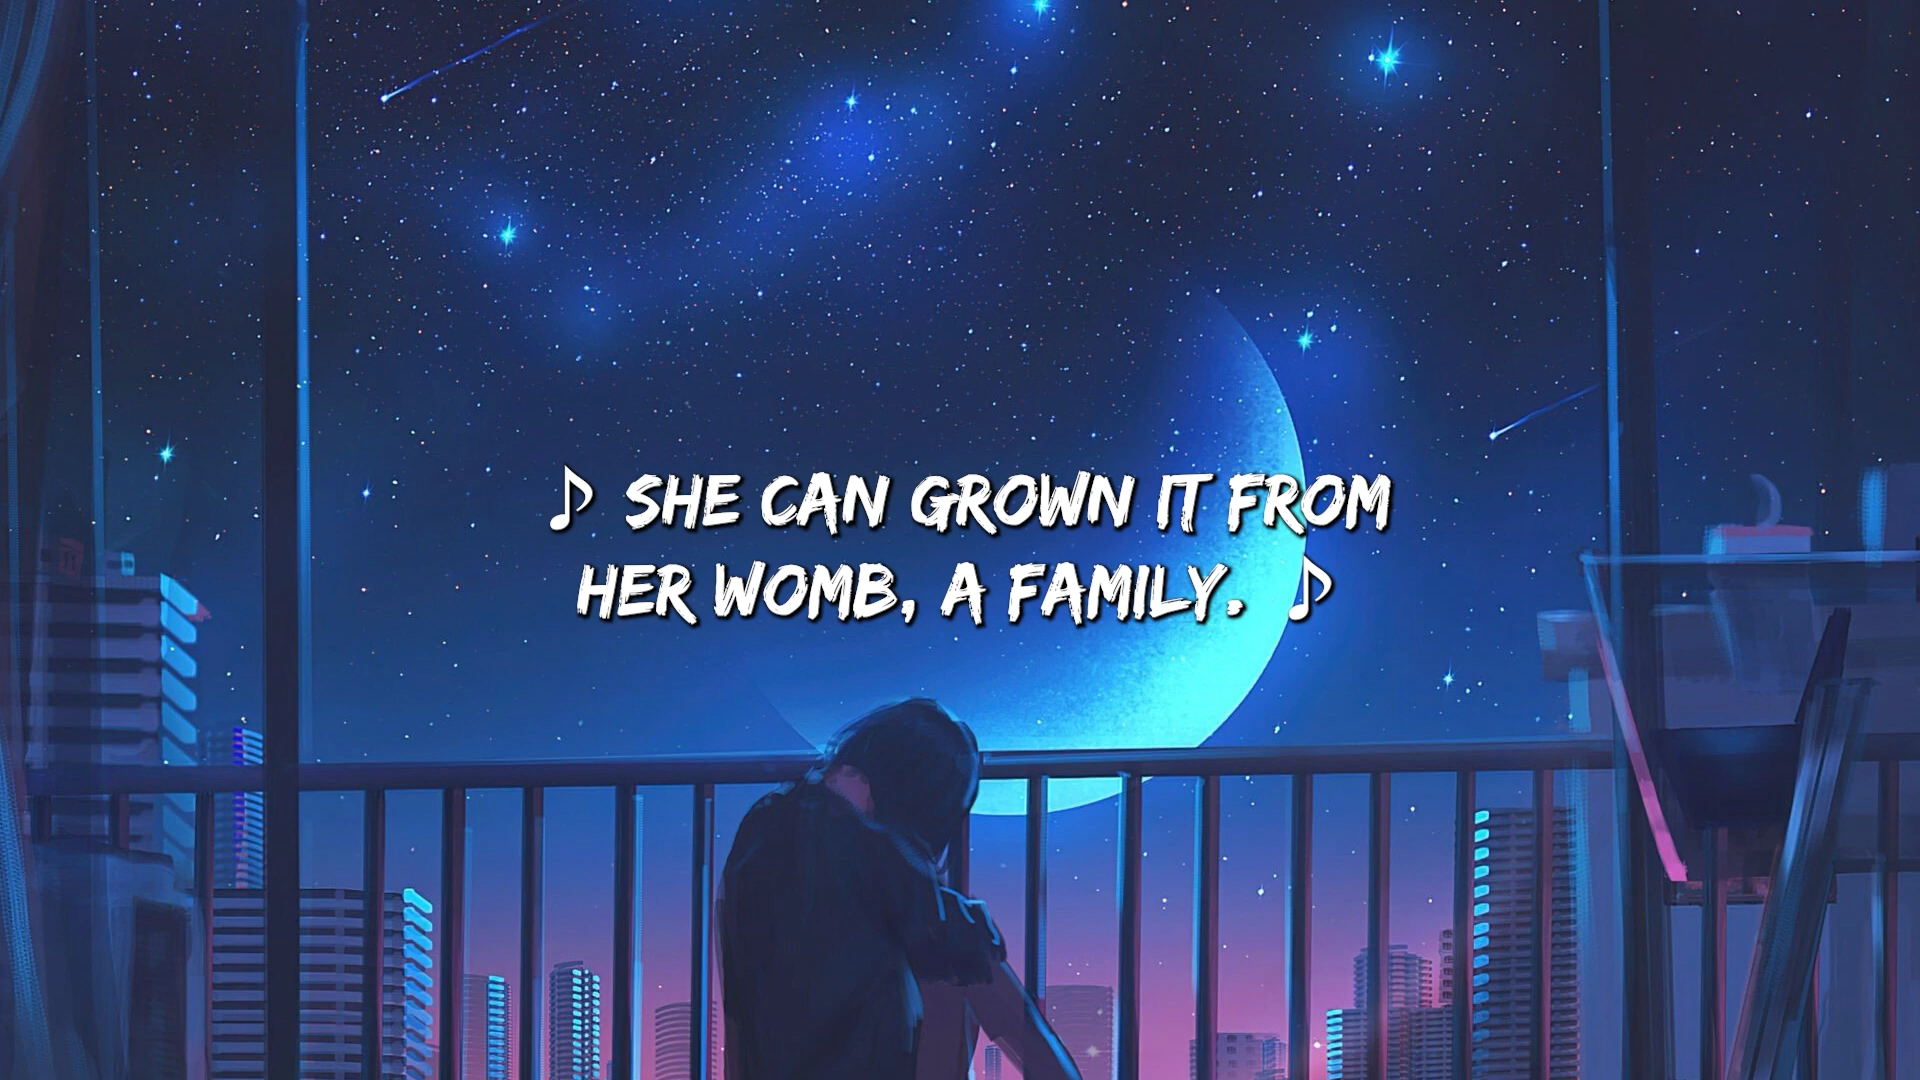 ♪ SHE CAN GROWN IT FROM
HER WOMB, A FAMILY. ♪